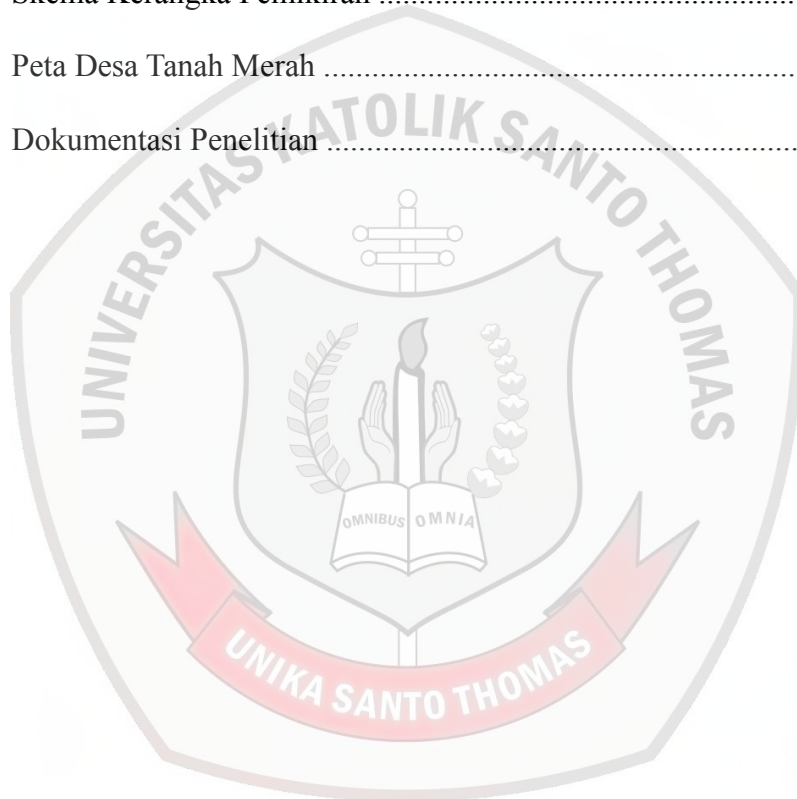 Skema Kerangka Pemikiran ............................................................
Peta Desa Tanah Merah ..................................................................
Dokumentasi Penelitian ..................................................................
UNIVERSITAS KATOLIK SANTO THOMAS
OMNIBUS OMNIA
UNIKA SANTO THOMAS